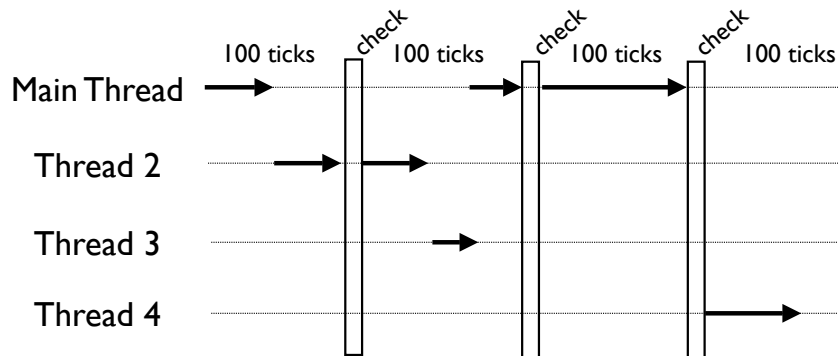 check check check
100 ticks 100 ticks 100 ticks 100 ticks
Main Thread
Thread 2
Thread 3
Thread 4